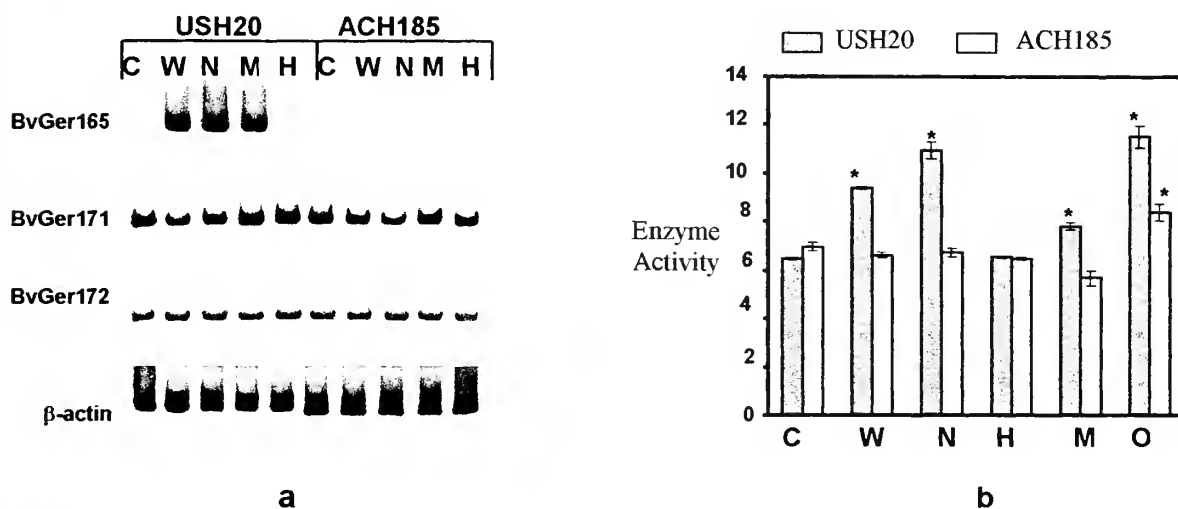 USH20 ACH185
C W N M H C W N M H
BvGer165
BvGer171
BvGer172
β-actin
a
USH20 ACH185
14
12
10
8
6
4
2
0
Enzyme
Activity
* * * * *
C W N H M O
b